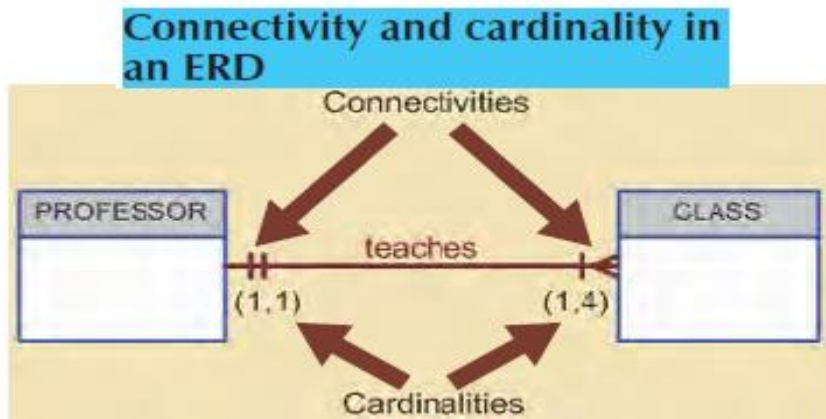 Connectivity and cardinality in
an ERD
Connectivities
PROFESSOR
CLASS
teaches
(1,1)
(1,4)
Cardinalities